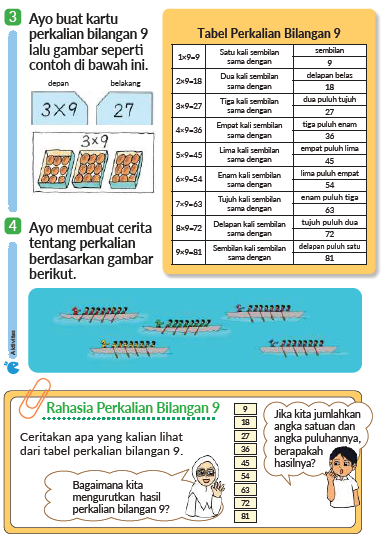 3
Ayo buat kartu
perkalian bilangan 9
lalu gambar seperti
contoh di bawah ini.
depan belakang
3×9 27
3×9
Tabel Perkalian Bilangan 9
1×9=9 Satu kali sembilan sama dengan sembilan 9
2×9=18 Dua kali sembilan sama dengan delapan belas 18
3×9=27 Tiga kali sembilan sama dengan dua puluh tujuh 27
4×9=36 Empat kali sembilan sama dengan tiga puluh enam 36
5×9=45 Lima kali sembilan sama dengan empat puluh lima 45
6×9=54 Enam kali sembilan sama dengan lima puluh empat 54
7×9=63 Tujuh kali sembilan sama dengan enam puluh tiga 63
8×9=72 Delapan kali sembilan sama dengan tujuh puluh dua 72
9×9=81 Sembilan kali sembilan sama dengan delapan puluh satu 81
4
Ayo membuat cerita
tentang perkalian
berdasarkan gambar
berikut.
Aktivitas
Rahasia Perkalian Bilangan 9
Ceritakan apa yang kalian lihat
dari tabel perkalian bilangan 9.
Bagaimana kita
mengurutkan hasil
perkalian bilangan 9?
9
18
27
36
45
54
63
72
81
Jika kita jumlahkan
angka satuan dan
angka puluhannya,
berapakah
hasilnya?